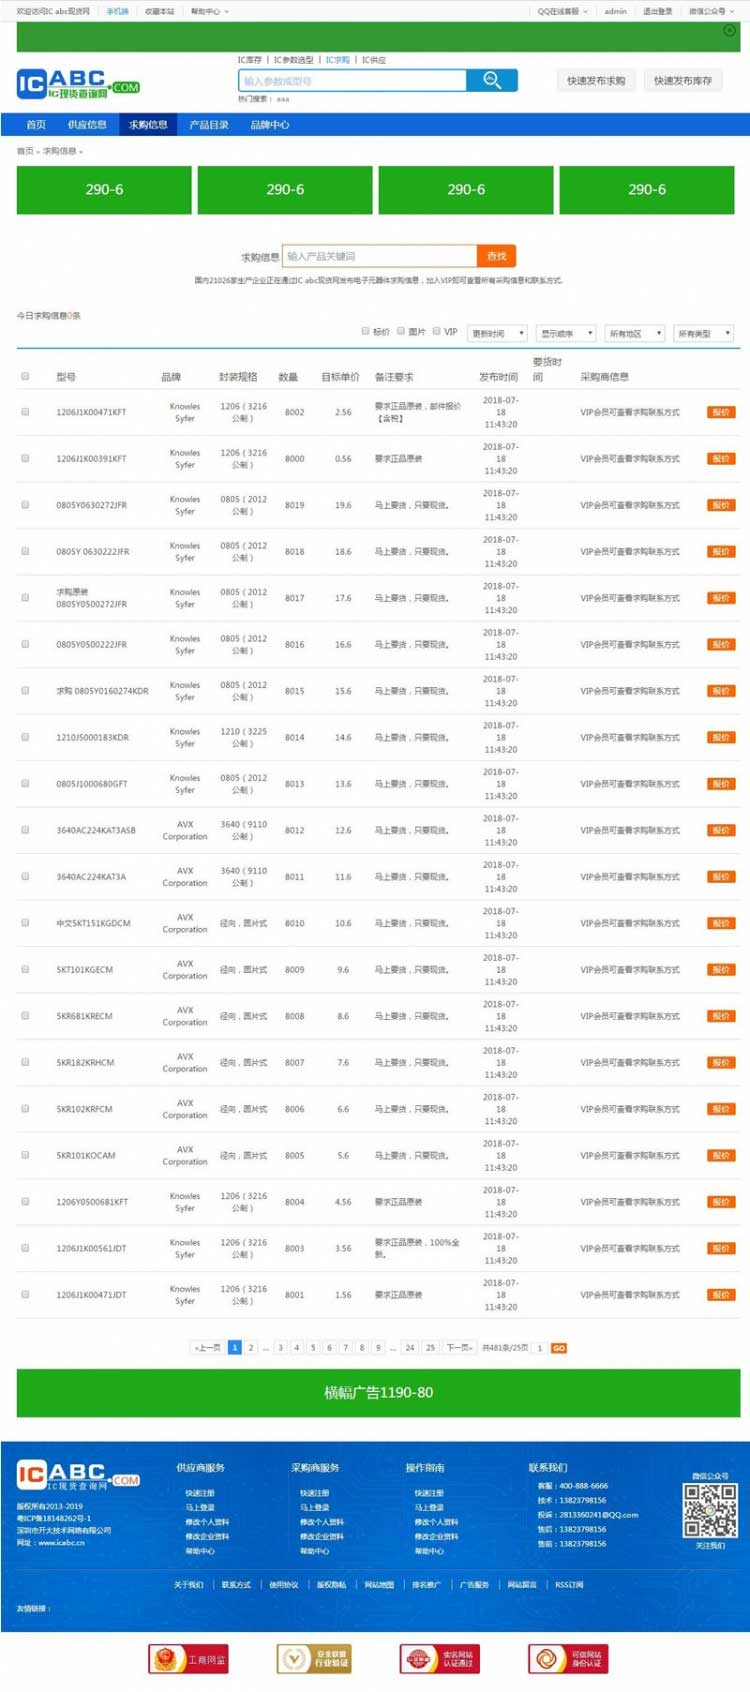 欢迎访问IC abc现货网 手机端 收藏本站 帮助中心 QQ在线客服 admin 退出登录 微信公众号
IC库存 | IC参数选型 | IC求购 | IC供应
ICABC.COM
IC现货查询网
输入参数或型号
快速发布求购 快速发布库存
热门搜索： aaa
首页 供应信息 求购信息 产品目录 品牌中心
首页 » 求购信息 »
290-6 290-6 290-6 290-6
求购信息 输入产品关键词 查找
国内21026家生产企业正在通过IC abc现货网发布电子元器件求购信息，加入VIP即可查看所有采购信息和联系方式。
今日求购信息0条
标价 图片 VIP 更新时间 显示顺序 所有地区 所有类型
型号 品牌 封装规格 数量 目标单价 备注要求 发布时间 要货时间 采购商信息
1206J1K00471KFT Knowles Syfer 1206（3216公制） 8002 2.56 要求正品原装，邮件报价【含税】 2018-07-18 11:43:20 VIP会员可查看求购联系方式 报价
1206J1K00391KFT Knowles Syfer 1206（3216公制） 8000 0.56 要求正品原装 2018-07-18 11:43:20 VIP会员可查看求购联系方式 报价
0805Y0630272JFR Knowles Syfer 0805（2012公制） 8019 19.6 马上要货，只要现货。 2018-07-18 11:43:20 VIP会员可查看求购联系方式 报价
0805Y 0630222JFR Knowles Syfer 0805（2012公制） 8018 18.6 马上要货，只要现货。 2018-07-18 11:43:20 VIP会员可查看求购联系方式 报价
求购原装 0805Y0500272JFR Knowles Syfer 0805（2012公制） 8017 17.6 马上要货，只要现货。 2018-07-18 11:43:20 VIP会员可查看求购联系方式 报价
0805Y0500222JFR Knowles Syfer 0805（2012公制） 8016 16.6 马上要货，只要现货。 2018-07-18 11:43:20 VIP会员可查看求购联系方式 报价
求购 0805Y0160274KDR Knowles Syfer 0805（2012公制） 8015 15.6 马上要货，只要现货。 2018-07-18 11:43:20 VIP会员可查看求购联系方式 报价
1210J5000183KDR Knowles Syfer 1210（3225公制） 8014 14.6 马上要货，只要现货。 2018-07-18 11:43:20 VIP会员可查看求购联系方式 报价
0805J1000680GFT Knowles Syfer 0805（2012公制） 8013 13.6 马上要货，只要现货。 2018-07-18 11:43:20 VIP会员可查看求购联系方式 报价
3640AC224KAT3ASB AVX Corporation 3640（9110公制） 8012 12.6 马上要货，只要现货。 2018-07-18 11:43:20 VIP会员可查看求购联系方式 报价
3640AC224KAT3A AVX Corporation 3640（9110公制） 8011 11.6 马上要货，只要现货。 2018-07-18 11:43:20 VIP会员可查看求购联系方式 报价
中文5KT151KGDCM AVX Corporation 径向，圆片式 8010 10.6 马上要货，只要现货。 2018-07-18 11:43:20 VIP会员可查看求购联系方式 报价
5KT101KGECM AVX Corporation 径向，圆片式 8009 9.6 马上要货，只要现货。 2018-07-18 11:43:20 VIP会员可查看求购联系方式 报价
5KR681KRECM AVX Corporation 径向，圆片式 8008 8.6 马上要货，只要现货。 2018-07-18 11:43:20 VIP会员可查看求购联系方式 报价
5KR182KRHCM AVX Corporation 径向，圆片式 8007 7.6 马上要货，只要现货。 2018-07-18 11:43:20 VIP会员可查看求购联系方式 报价
5KR102KRFCM AVX Corporation 径向，圆片式 8006 6.6 马上要货，只要现货。 2018-07-18 11:43:20 VIP会员可查看求购联系方式 报价
5KR101KOCAM AVX Corporation 径向，圆片式 8005 5.6 马上要货，只要现货。 2018-07-18 11:43:20 VIP会员可查看求购联系方式 报价
1206Y0500681KFT Knowles Syfer 1206（3216公制） 8004 4.56 要求正品原装 2018-07-18 11:43:20 VIP会员可查看求购联系方式 报价
1206J1K00561JDT Knowles Syfer 1206（3216公制） 8003 3.56 要求正品原装，100%全新。 2018-07-18 11:43:20 VIP会员可查看求购联系方式 报价
1206J1K00471JDT Knowles Syfer 1206（3216公制） 8001 1.56 要求正品原装 2018-07-18 11:43:20 VIP会员可查看求购联系方式 报价
«上一页 1 2 ... 3 4 5 6 7 8 9 ... 24 25 下一页» 共481条/25页 1 GO
横幅广告1190-80
ICABC.COM
IC现货查询网
版权所有2013-2019
粤ICP备18148262号-1
深圳市开大技术网络有限公司
网址：www.icabc.cn
供应商服务
快速注册
马上登录
修改个人资料
修改企业资料
帮助中心
采购商服务
快速注册
马上登录
修改个人资料
修改企业资料
帮助中心
操作指南
快速注册
马上登录
修改个人资料
修改企业资料
帮助中心
联系我们
客服：400-888-6666
技术：13823798156
投诉：2813360241@QQ.com
售后：13823798156
售前：13823798156
微信公众号
关注我们
关于我们 | 联系方式 | 使用协议 | 版权隐私 | 网站地图 | 排名推广 | 广告服务 | 网站留言 | RSS订阅
友情链接：
工商网监 安全联盟 行业验证 实名网站 认证通过 可信网站 身份认证